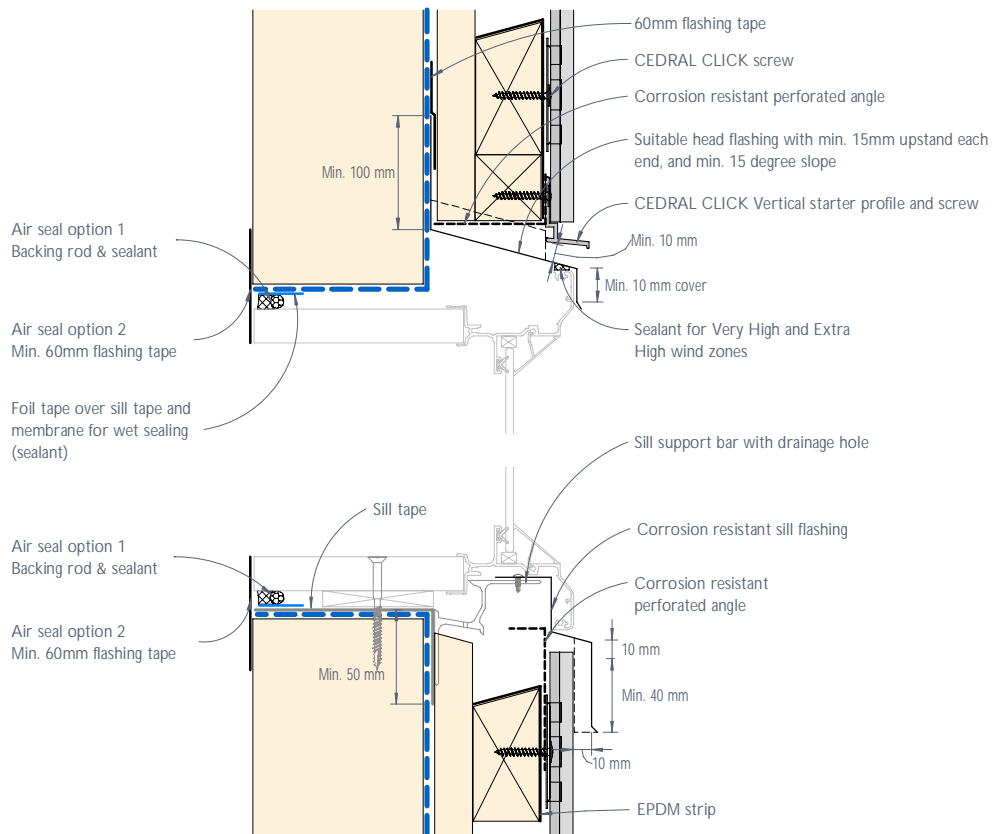 60mm flashing tape
CEDRAL CLICK screw
Corrosion resistant perforated angle
Suitable head flashing with min. 15mm upstand each
end, and min. 15 degree slope
Min. 100 mm
CEDRAL CLICK Vertical starter profile and screw
Air seal option 1
Backing rod & sealant
Min. 10 mm
Min. 10 mm cover
Air seal option 2
Min. 60mm flashing tape
Sealant for Very High and Extra
High wind zones
Foil tape over sill tape and
membrane for wet sealing
(sealant)
Sill support bar with drainage hole
Sill tape
Corrosion resistant sill flashing
Air seal option 1
Backing rod & sealant
Corrosion resistant
perforated angle
Air seal option 2
Min. 60mm flashing tape
10 mm
Min. 50 mm
Min. 40 mm
10 mm
EPDM strip